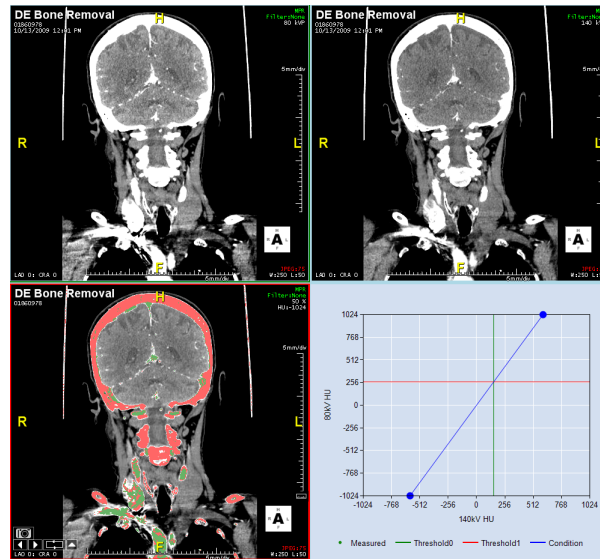 DE Bone Removal
01860978
10/13/2009 12:01 PM
H
MPR
Filter:None
80 kVP
5mm/div
R
L
A
F
LAO 0: CRA 0
5mm/div
W:250 L:50
DE Bone Removal
01860978
10/13/2009 12:01 PM
H
MPR
Filter:None
140 kV
5mm/div
R
L
A
F
LAO 0: CRA 0
5mm/div
W:250 L:50
DE Bone Removal
01860978
H
MPR
Filter:None
50 %
HU:-1024
5mm/div
R
L
A
F
LAO 0: CRA 0
5mm/div
W:250 L:50
80kV HU
1024
768
512
256
0
-256
-512
-768
-1024
-1024 -768 -512 -256 0 256 512 768 1024
140kV HU
Measured Threshold0 Threshold1 Condition